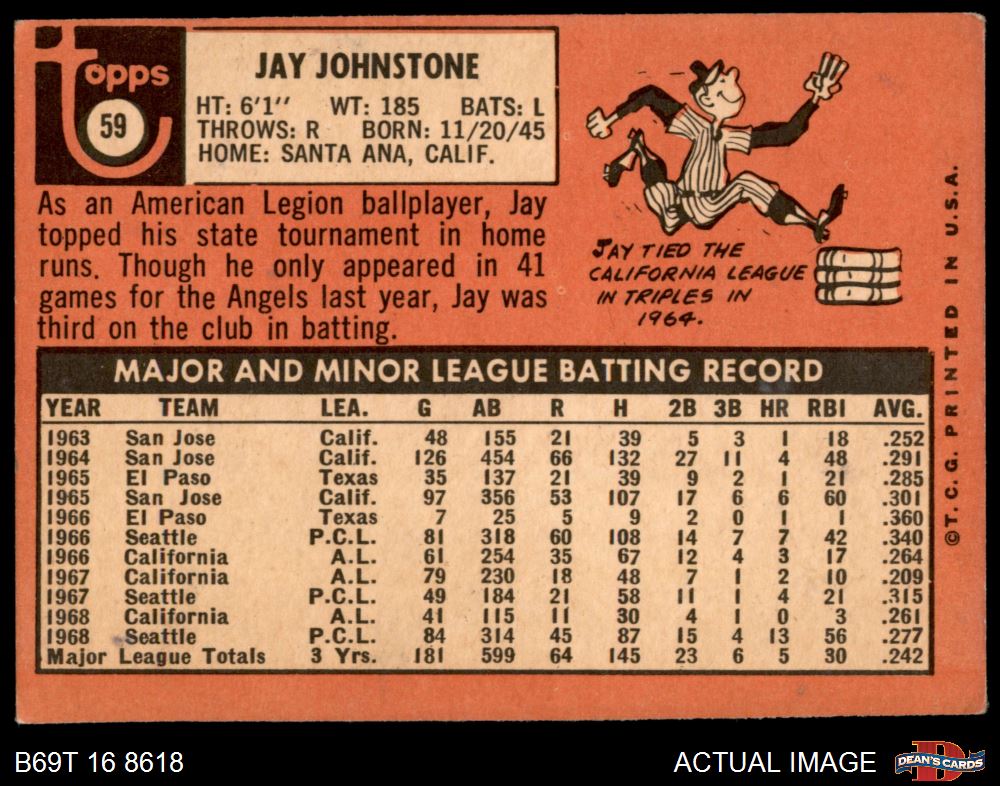 topps
59
JAY JOHNSTONE
HT: 6'1'' WT: 185 BATS: L
THROWS: R BORN: 11/20/45
HOME: SANTA ANA, CALIF.
As an American Legion ballplayer, Jay
topped his state tournament in home
runs. Though he only appeared in 41
games for the Angels last year, Jay was
third on the club in batting.
JAY TIED THE
CALIFORNIA LEAGUE
IN TRIPLES IN
1964.
MAJOR AND MINOR LEAGUE BATTING RECORD
YEAR TEAM LEA. G AB R H 2B 3B HR RBI AVG.
1963 San Jose Calif. 48 155 21 39 5 3 1 18 .252
1964 San Jose Calif. 126 454 66 132 27 11 4 48 .291
1965 El Paso Texas 35 137 21 39 9 2 1 21 .285
1965 San Jose Calif. 97 356 53 107 17 6 6 60 .301
1966 El Paso Texas 7 25 5 9 2 0 1 1 .360
1966 Seattle P.C.L. 81 318 60 108 14 7 7 42 .340
1966 California A.L. 61 254 35 67 12 4 3 17 .264
1967 California A.L. 79 230 18 48 7 1 2 10 .209
1967 Seattle P.C.L. 49 184 21 58 11 1 4 21 .315
1968 California A.L. 41 115 11 30 4 1 0 3 .261
1968 Seattle P.C.L. 84 314 45 87 15 4 13 56 .277
Major League Totals 3 Yrs. 181 599 64 145 23 6 5 30 .242
©T.C.G. PRINTED IN U.S.A.
B69T 16 8618
ACTUAL IMAGE
D
DEAN'S CARDS